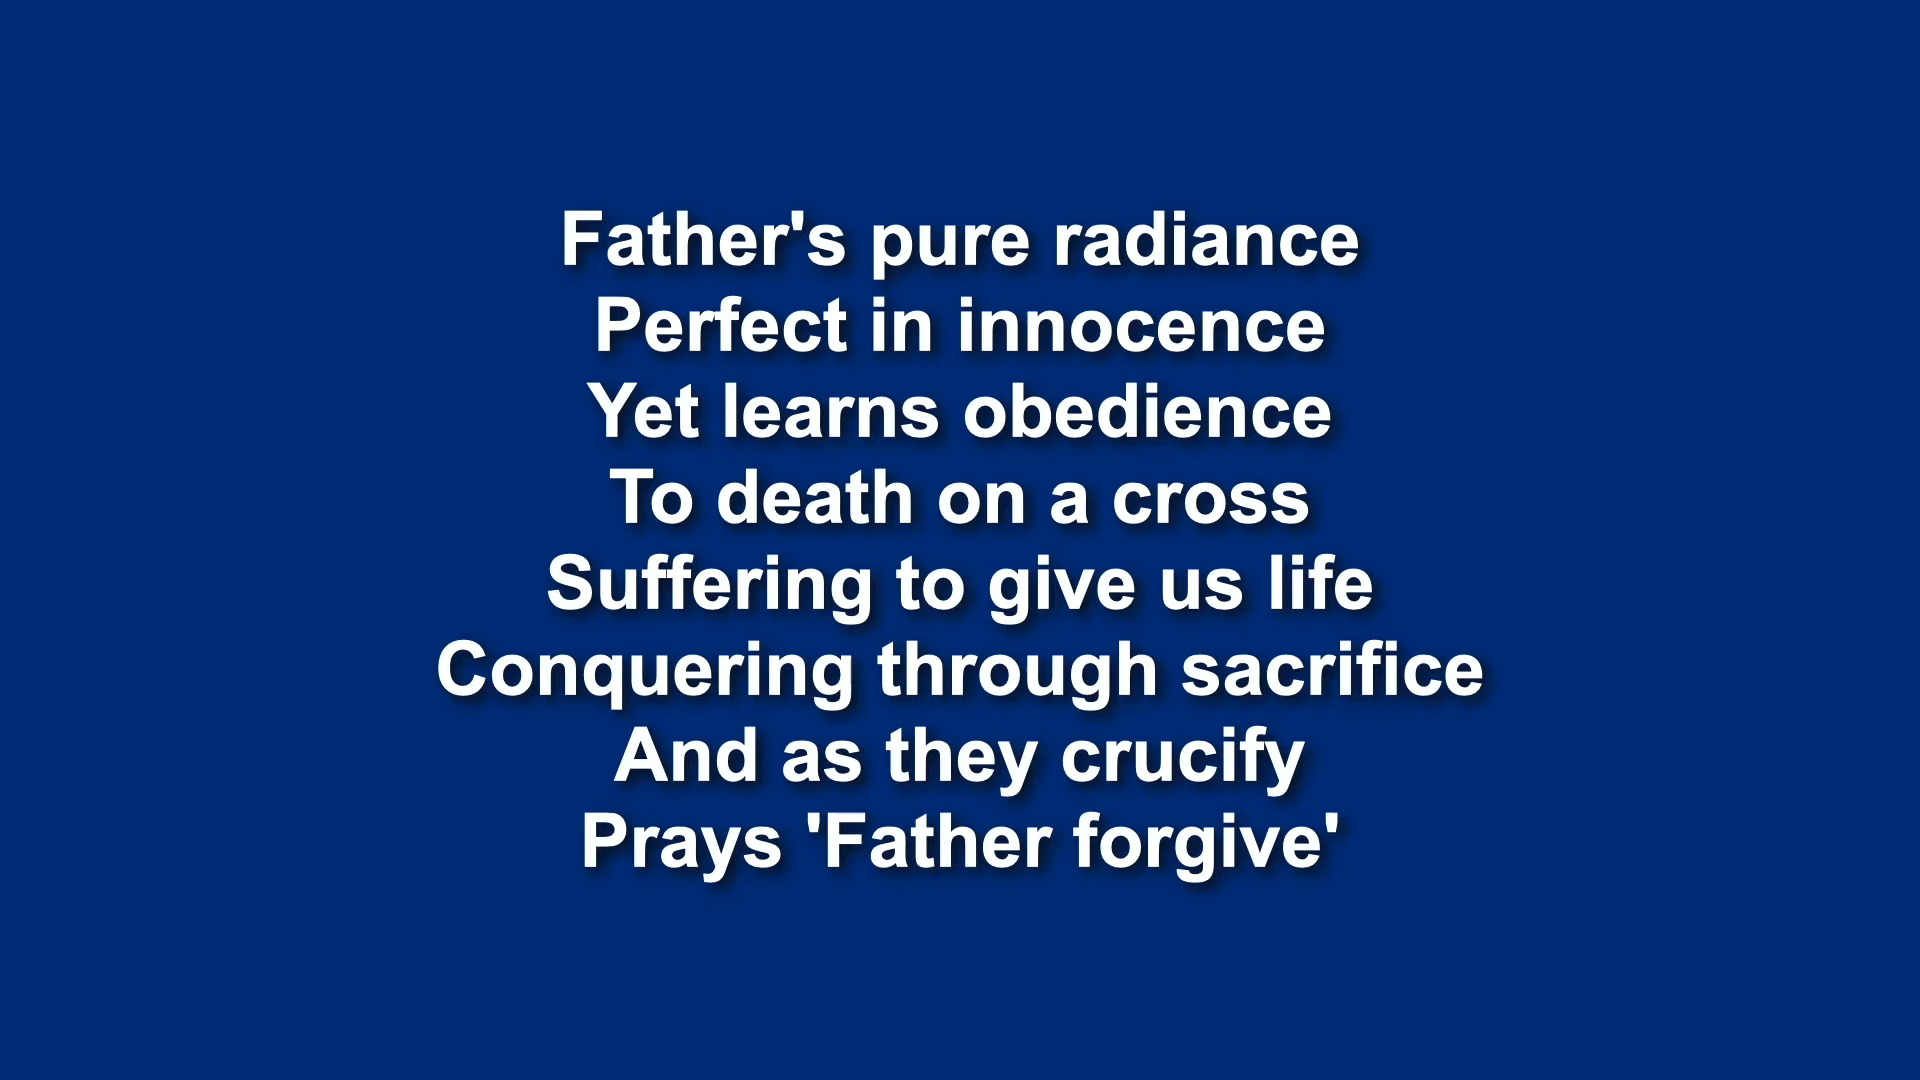 Father's pure radiance
Perfect in innocence
Yet learns obedience
To death on a cross
Suffering to give us life
Conquering through sacrifice
And as they crucify
Prays 'Father forgive'